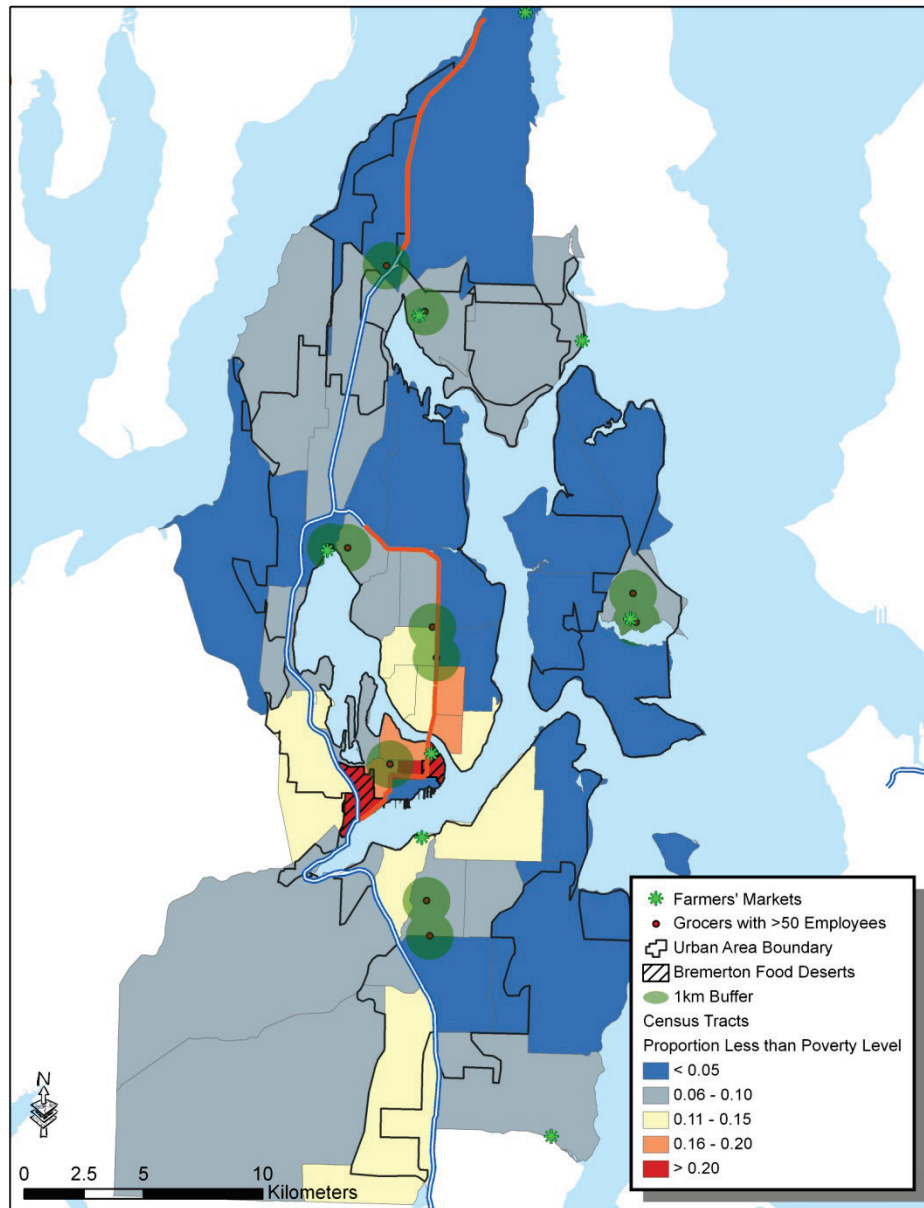 Farmers' Markets
Grocers with >50 Employees
Urban Area Boundary
Bremerton Food Deserts
1km Buffer
Census Tracts
Proportion Less than Poverty Level
< 0.05
0.06 - 0.10
0.11 - 0.15
0.16 - 0.20
> 0.20
N
0 2.5 5 10
Kilometers